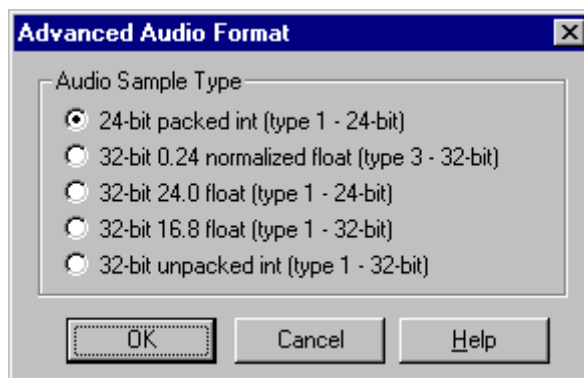 Advanced Audio Format
Audio Sample Type
24-bit packed int (type 1 - 24-bit)
32-bit 0.24 normalized float (type 3 - 32-bit)
32-bit 24.0 float (type 1 - 24-bit)
32-bit 16.8 float (type 1 - 32-bit)
32-bit unpacked int (type 1 - 32-bit)
OK Cancel Help